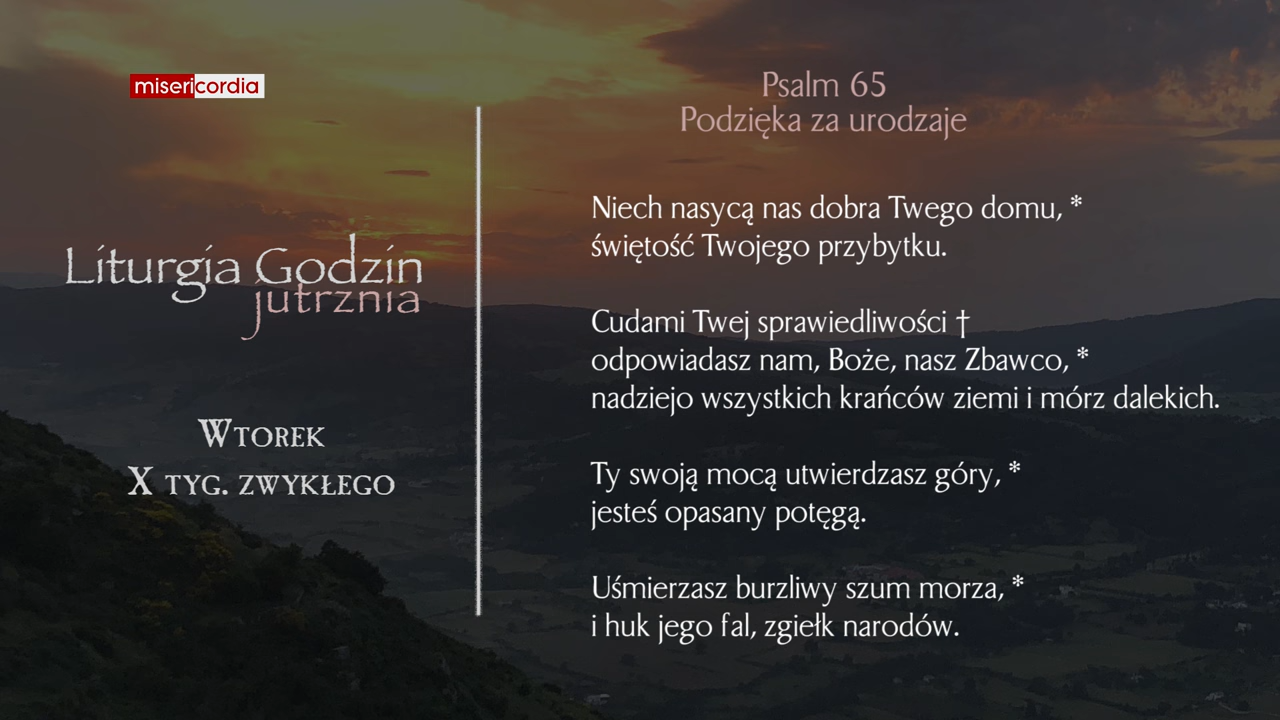 misericordia
Liturgia Godzin
jutrznia
Wtorek
X tyg. zwykłego
Psalm 65
Podzięka za urodzaje
Niech nasycą nas dobra Twego domu, *
świętość Twojego przybytku.
Cudami Twej sprawiedliwości †
odpowiadasz nam, Boże, nasz Zbawco, *
nadziejo wszystkich krańców ziemi i mórz dalekich.
Ty swoją mocą utwierdzasz góry, *
jesteś opasany potęgą.
Uśmierzasz burzliwy szum morza, *
i huk jego fal, zgiełk narodów.